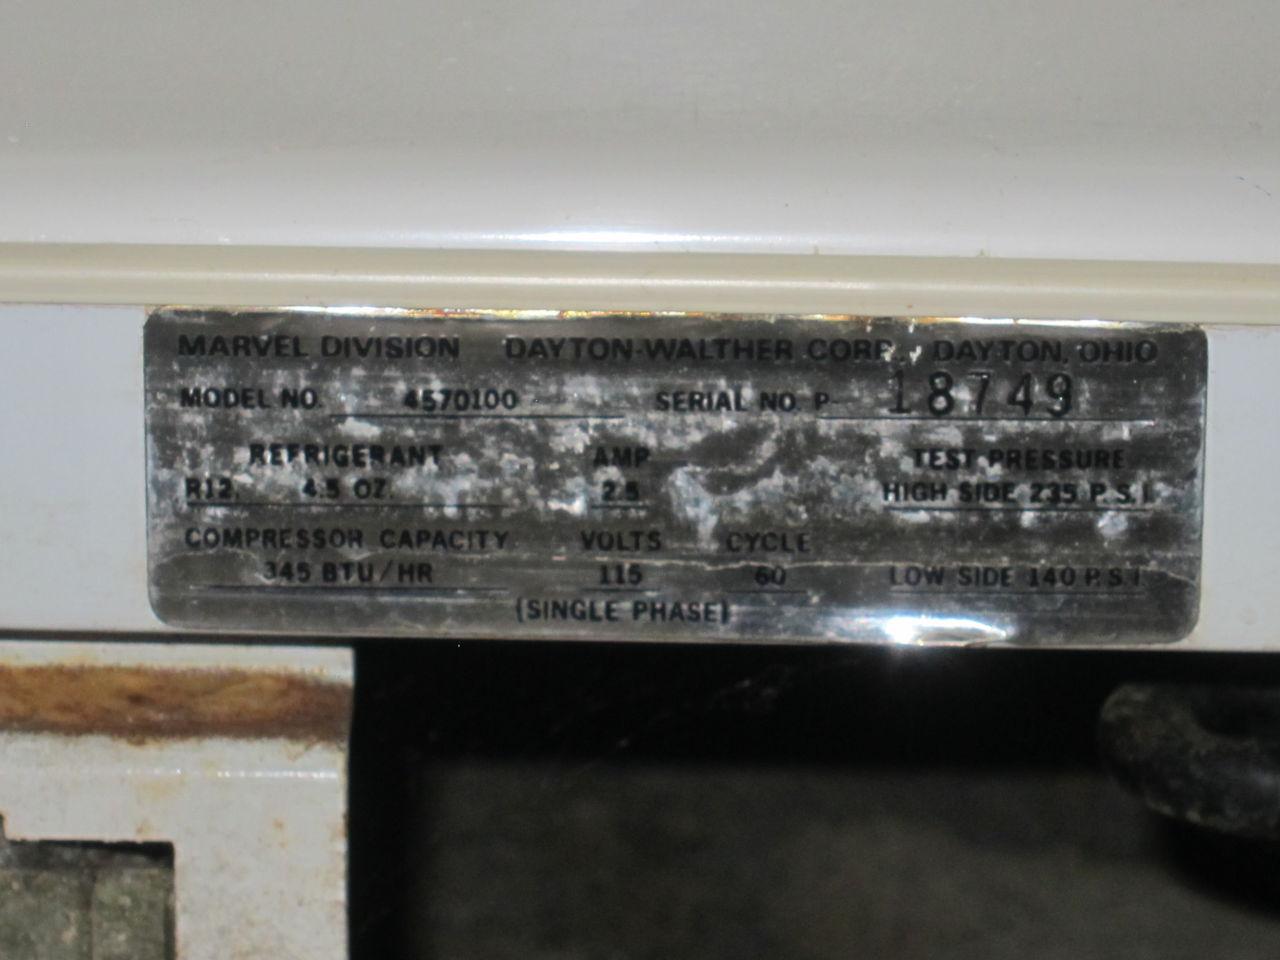 MARVEL DIVISION DAYTON-WALTHER CORP., DAYTON, OHIO
MODEL NO. 4570100 SERIAL NO. P- 18749
REFRIGERANT AMP TEST PRESSURE
R12, 4.5 OZ. 2.5 HIGH SIDE 235 P.S.I.
COMPRESSOR CAPACITY VOLTS CYCLE
345 BTU/HR 115 60 LOW SIDE 140 P.S.I.
(SINGLE PHASE)